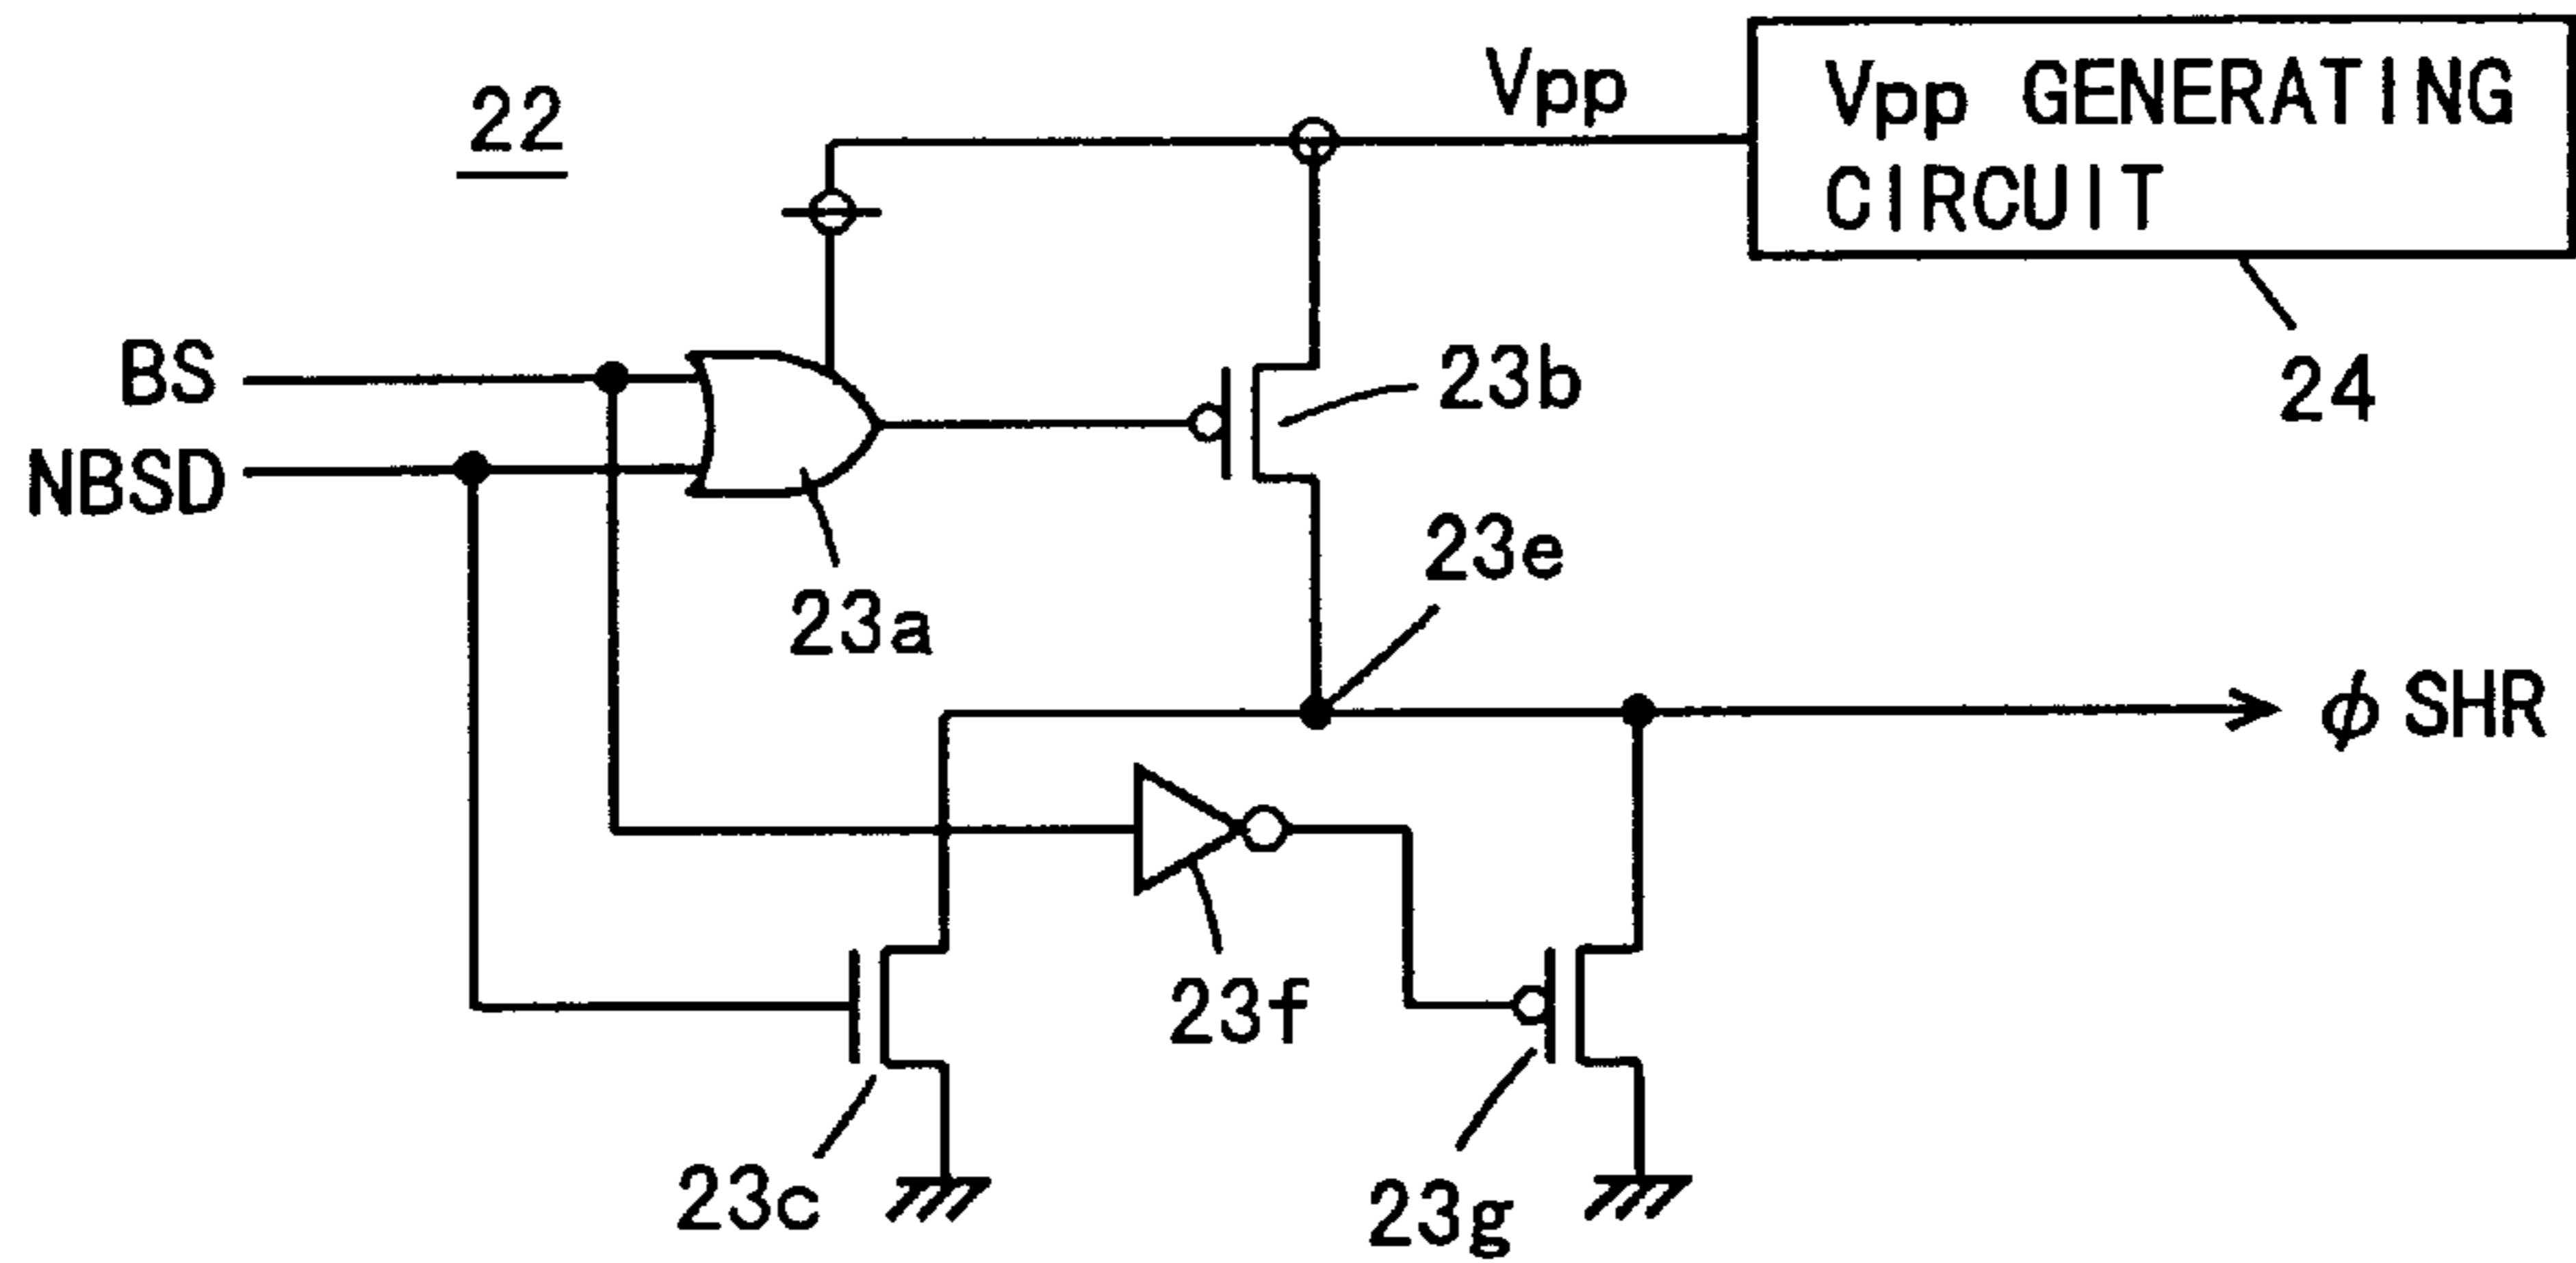 22
Vpp
Vpp GENERATING
CIRCUIT
24
BS
NBSD
23a
23b
23e
φ SHR
23f
23c
23g